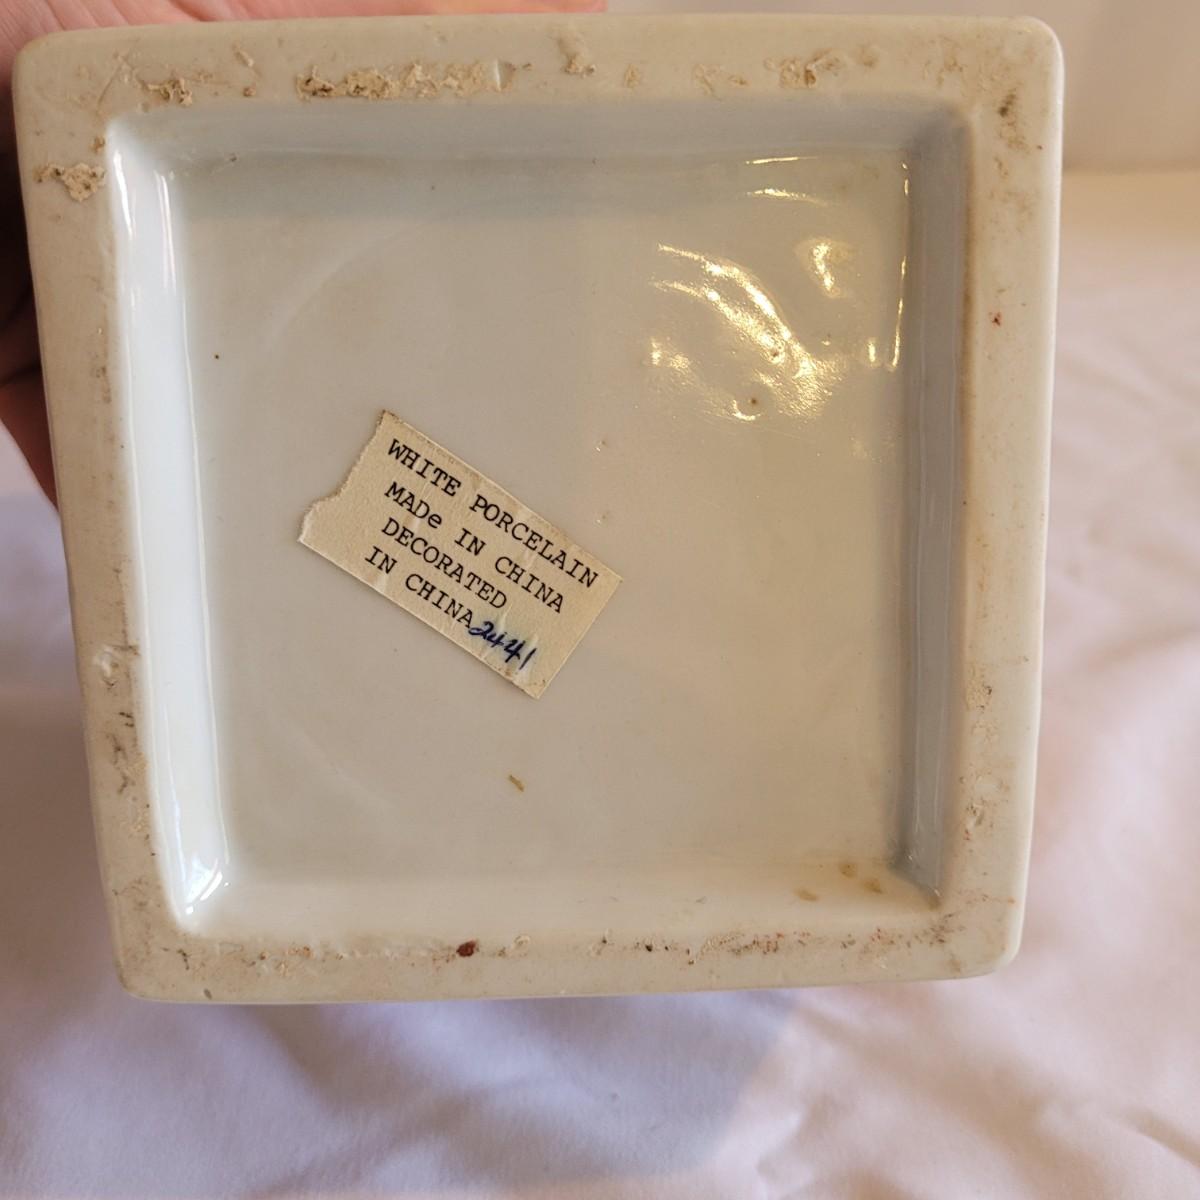 WHITE PORCELAIN
MADe IN CHINA
DECORATED
IN CHINA 2441